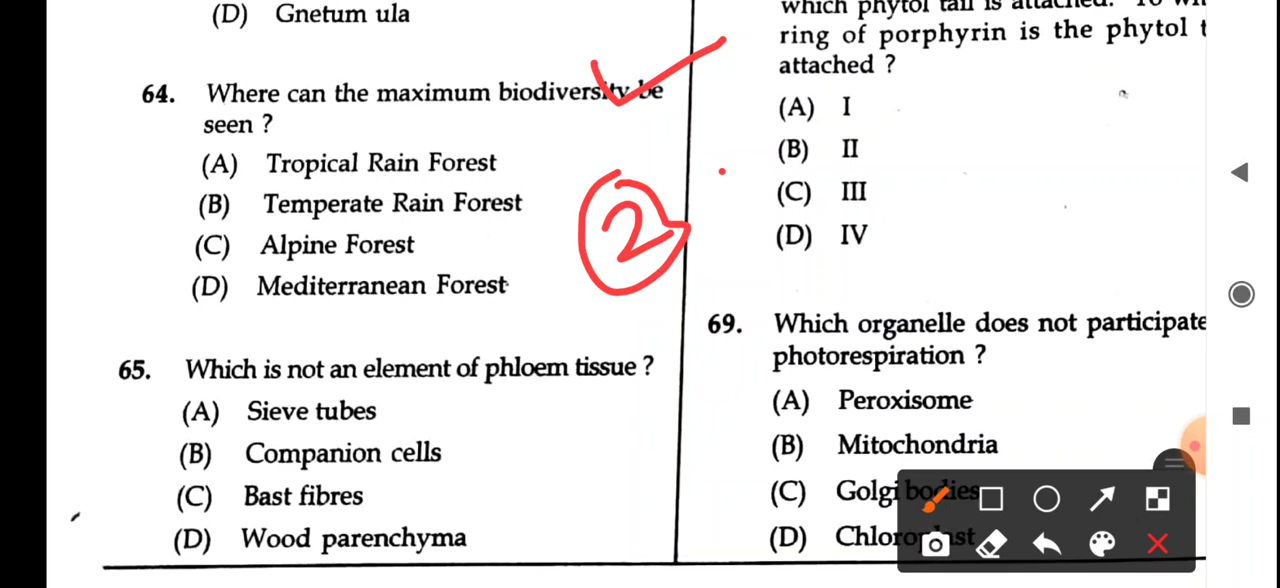 (D) Gnetum ula
64. Where can the maximum biodiversity be
seen ?
(A) Tropical Rain Forest
(B) Temperate Rain Forest
(C) Alpine Forest
(D) Mediterranean Forest
2
65. Which is not an element of phloem tissue ?
(A) Sieve tubes
(B) Companion cells
(C) Bast fibres
(D) Wood parenchyma
which phytol tail is attached.
ring of porphyrin is the phytol t
attached ?
(A) I
(B) II
(C) III
(D) IV
69. Which organelle does not participate
photorespiration ?
(A) Peroxisome
(B) Mitochondria
(C) Golgi bodies
(D) Chloroplast